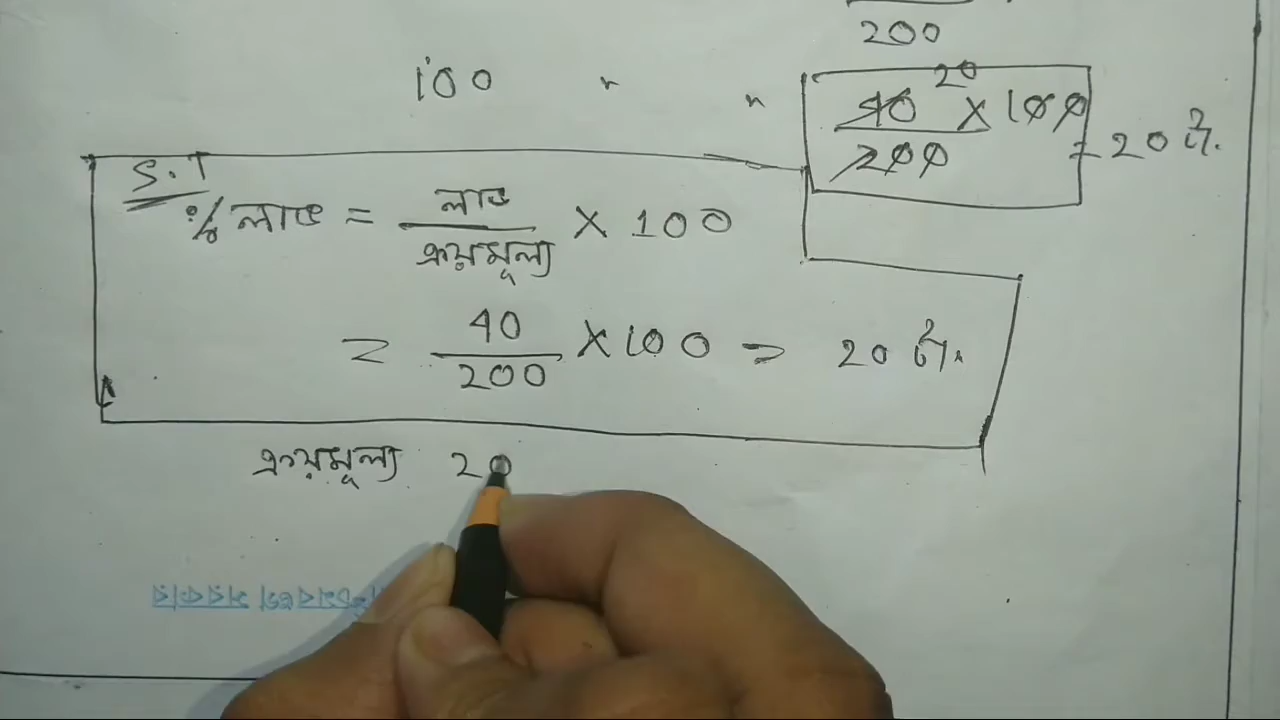 200
100 " " 40 20 × 100 / 200 = 20 টা.
S.T
% লাভ = লাভ / ক্রয়মূল্য × 100
= 40 / 200 × 100 = 20 টা.
ক্রয়মূল্য 20